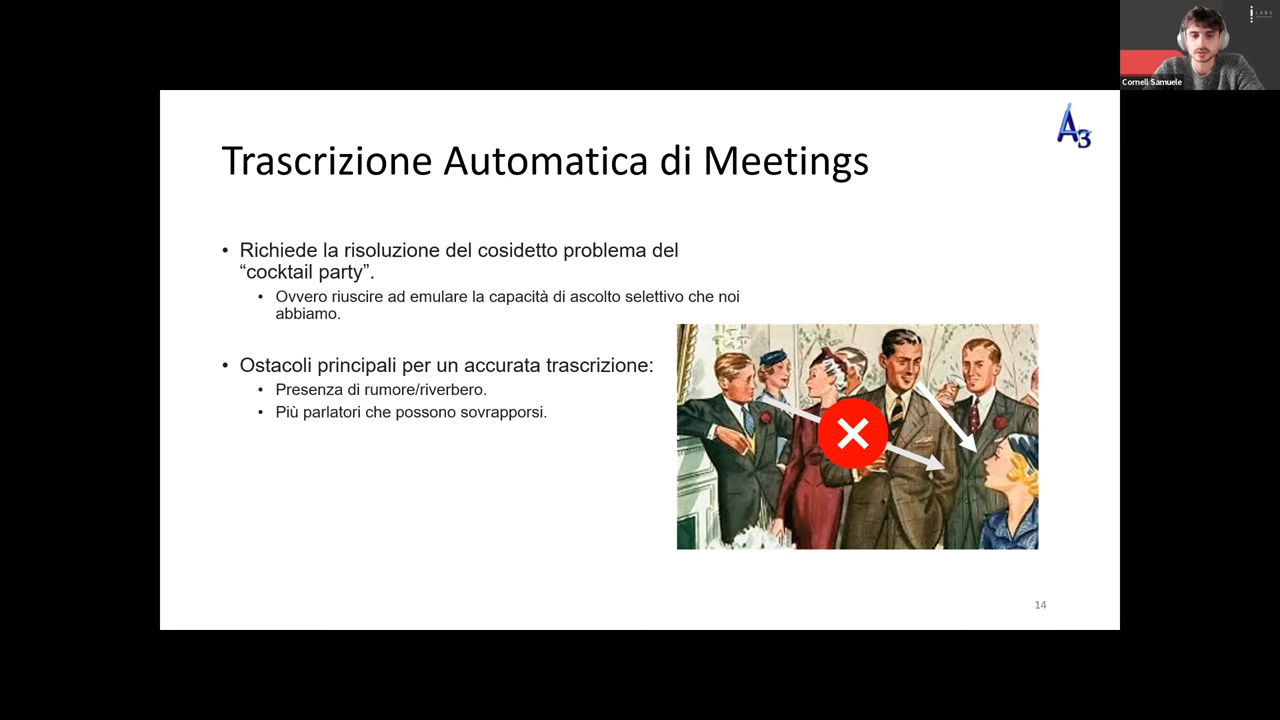 LABS
Cornell Samuele
A3
Trascrizione Automatica di Meetings
• Richiede la risoluzione del cosidetto problema del
“cocktail party”.
• Ovvero riuscire ad emulare la capacità di ascolto selettivo che noi
abbiamo.
• Ostacoli principali per un accurata trascrizione:
• Presenza di rumore/riverbero.
• Più parlatori che possono sovrapporsi.
14